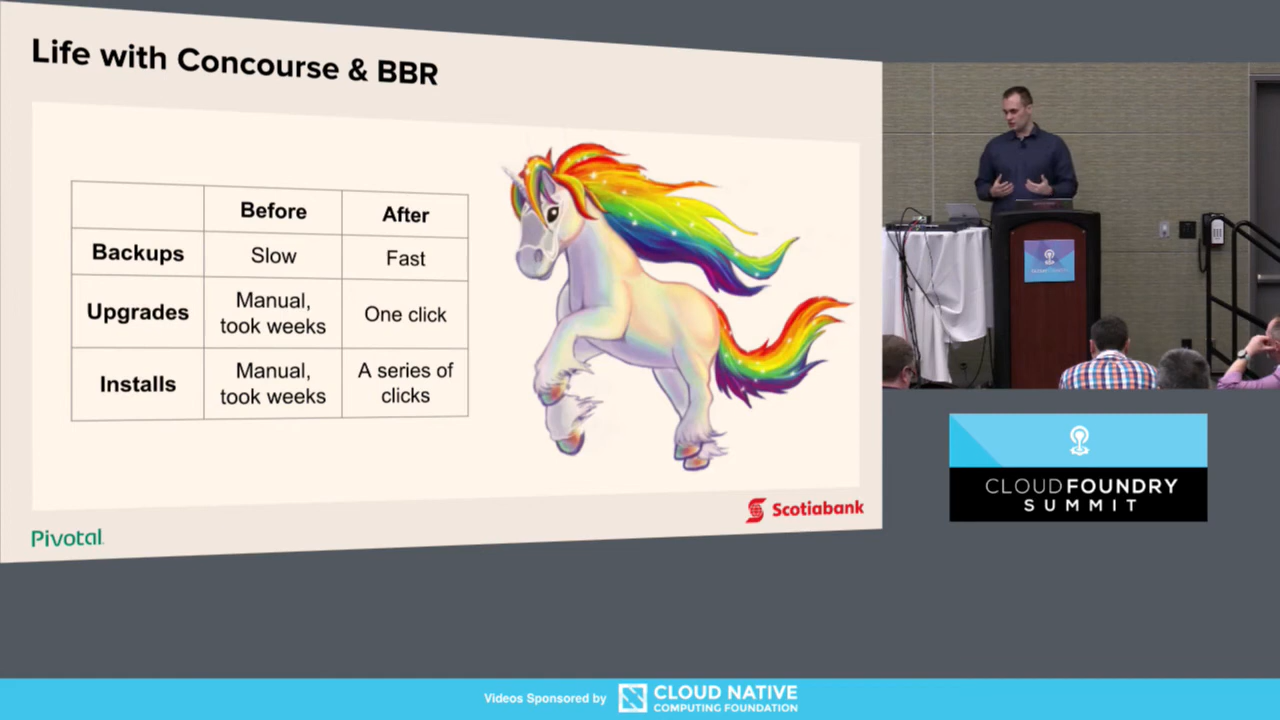 Life with Concourse & BBR
Before
After
Backups
Slow
Fast
Upgrades
Manual,
took weeks
One click
Installs
Manual,
took weeks
A series of
clicks
Pivotal
Scotiabank
CLOUD FOUNDRY
SUMMIT
Videos Sponsored by
CLOUD NATIVE
COMPUTING FOUNDATION